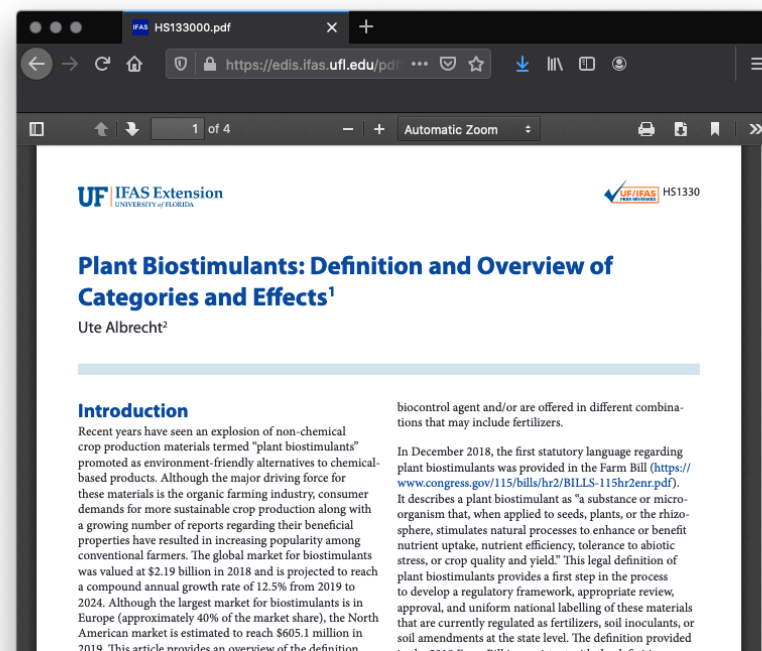 IFAS HS133000.pdf
https://edis.ifas.ufl.edu/pdf
1 of 4
Automatic Zoom
UF IFAS Extension
UNIVERSITY of FLORIDA
UF/IFAS
HS1330
Plant Biostimulants: Definition and Overview of
Categories and Effects1
Ute Albrecht2
Introduction
Recent years have seen an explosion of non-chemical
crop production materials termed “plant biostimulants”
promoted as environment-friendly alternatives to chemical-
based products. Although the major driving force for
these materials is the organic farming industry, consumer
demands for more sustainable crop production along with
a growing number of reports regarding their beneficial
properties have resulted in increasing popularity among
conventional farmers. The global market for biostimulants
was valued at $2.19 billion in 2018 and is projected to reach
a compound annual growth rate of 12.5% from 2019 to
2024. Although the largest market for biostimulants is in
Europe (approximately 40% of the market share), the North
American market is estimated to reach $605.1 million in
2019. This article provides an overview of the definition
biocontrol agent and/or are offered in different combina-
tions that may include fertilizers.
In December 2018, the first statutory language regarding
plant biostimulants was provided in the Farm Bill (https://
www.congress.gov/115/bills/hr2/BILLS-115hr2enr.pdf).
It describes a plant biostimulant as “a substance or micro-
organism that, when applied to seeds, plants, or the rhizo-
sphere, stimulates natural processes to enhance or benefit
nutrient uptake, nutrient efficiency, tolerance to abiotic
stress, or crop quality and yield.” This legal definition of
plant biostimulants provides a first step in the process
to develop a regulatory framework, appropriate review,
approval, and uniform national labelling of these materials
that are currently regulated as fertilizers, soil inoculants, or
soil amendments at the state level. The definition provided